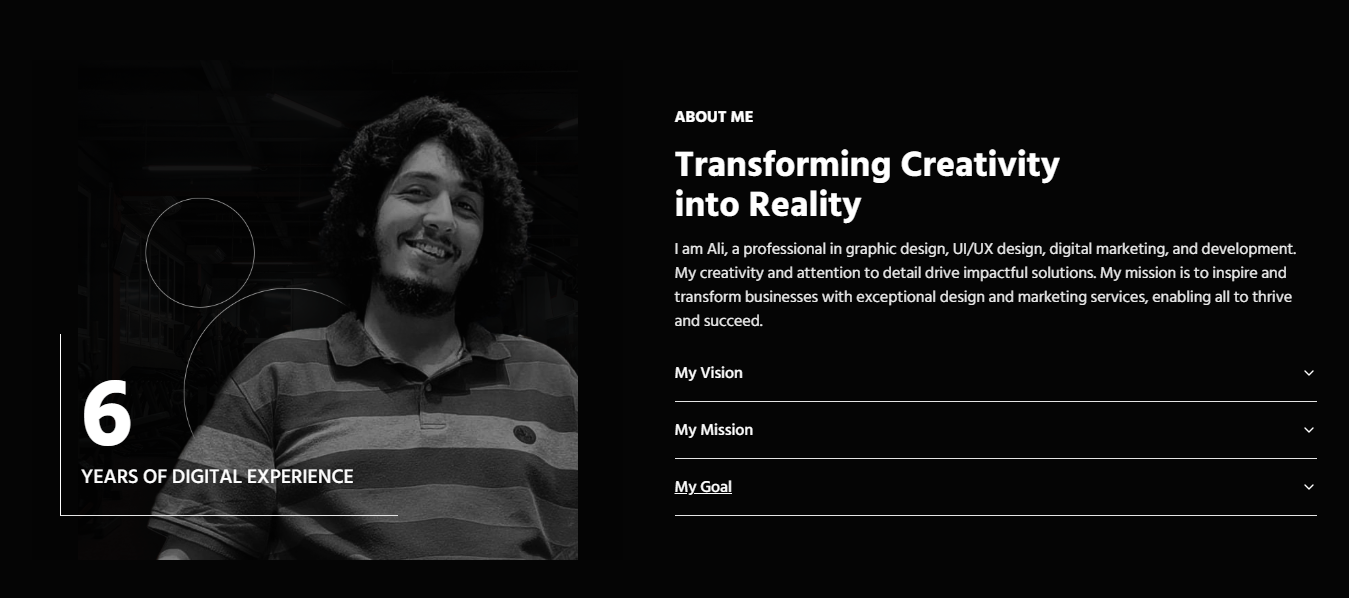 6
YEARS OF DIGITAL EXPERIENCE
ABOUT ME
Transforming Creativity
into Reality
I am Ali, a professional in graphic design, UI/UX design, digital marketing, and development.
My creativity and attention to detail drive impactful solutions. My mission is to inspire and
transform businesses with exceptional design and marketing services, enabling all to thrive
and succeed.
My Vision
My Mission
My Goal